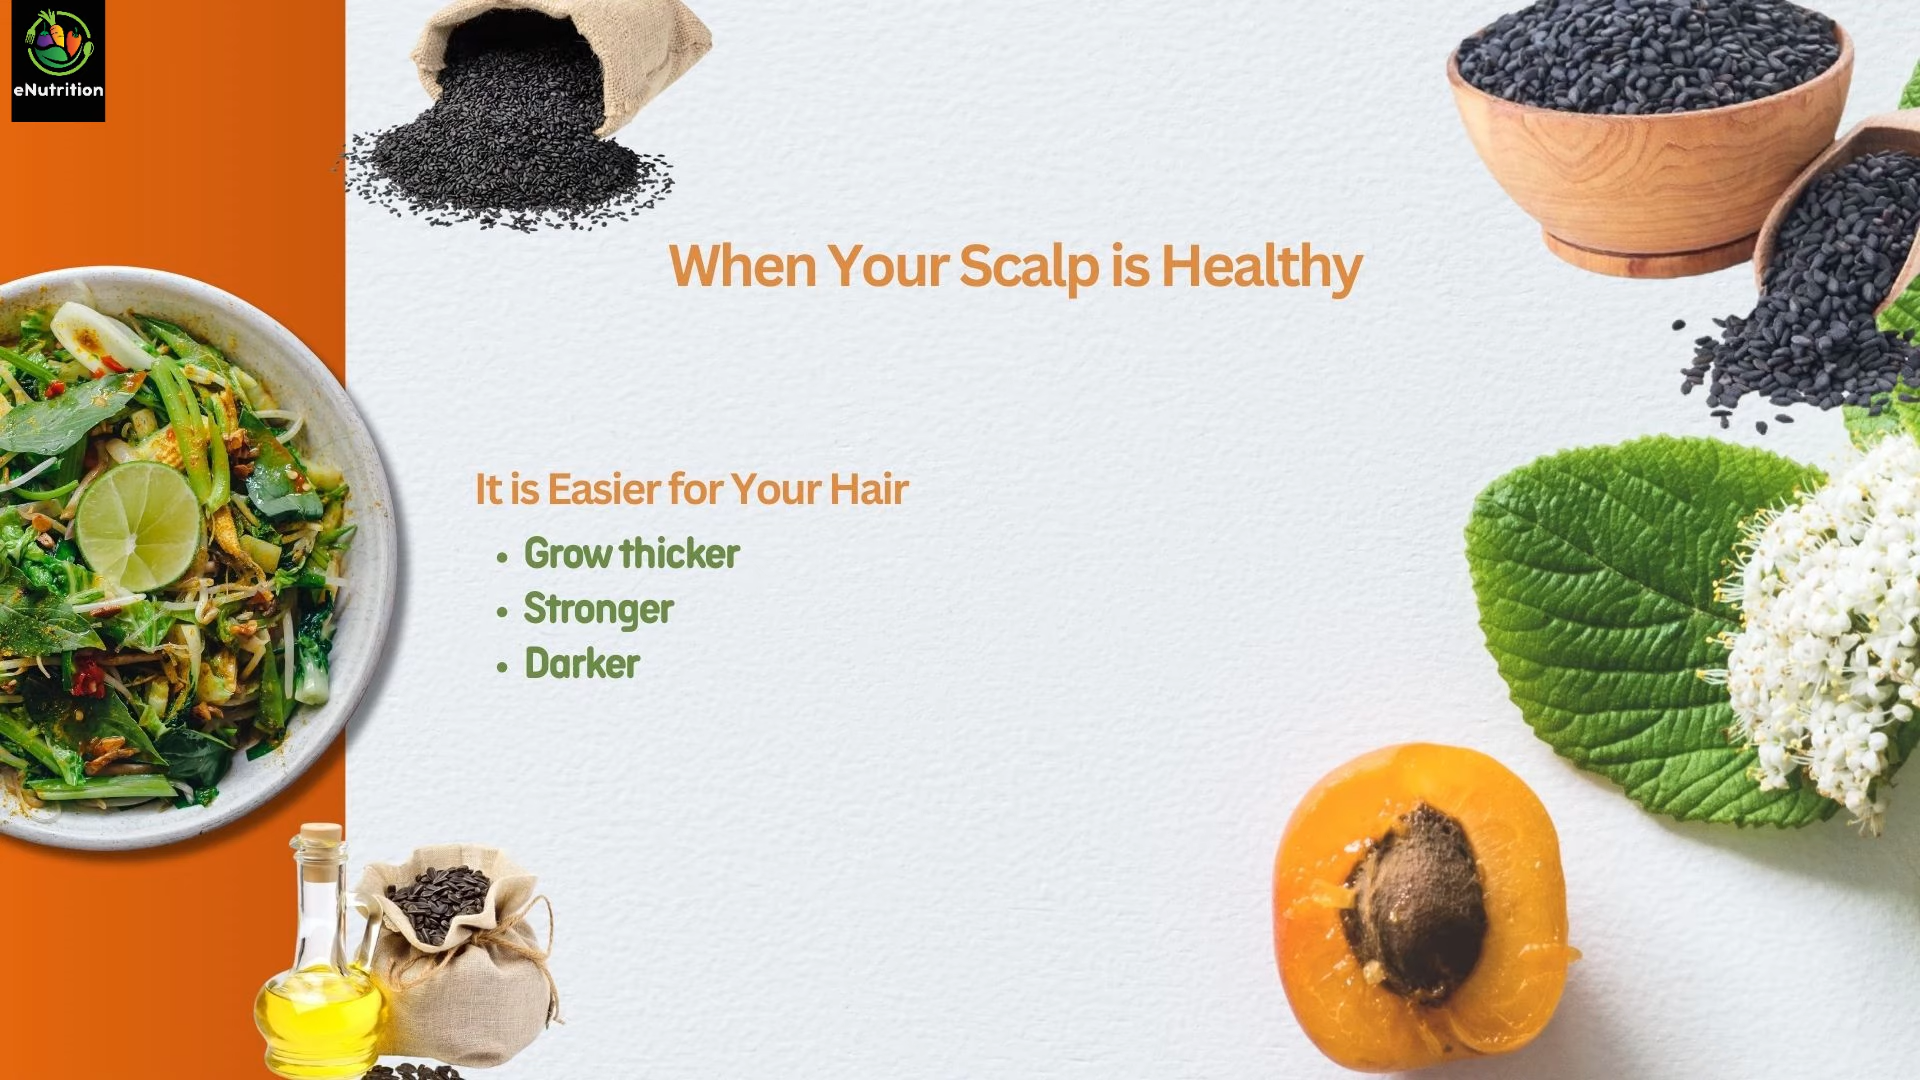 eNutrition
When Your Scalp is Healthy
It is Easier for Your Hair
• Grow thicker
• Stronger
• Darker